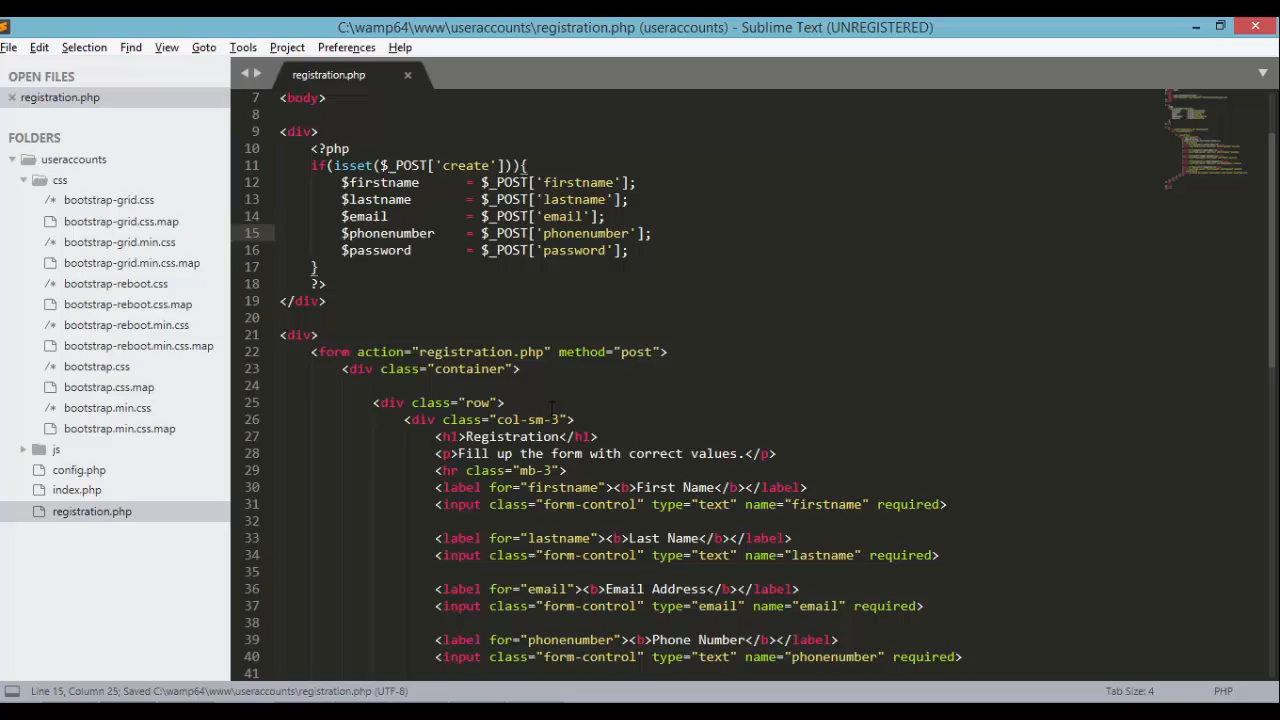 C:\wamp64\www\useraccounts\registration.php (useraccounts) - Sublime Text (UNREGISTERED)
File Edit Selection Find View Goto Tools Project Preferences Help
OPEN FILES
registration.php
FOLDERS
useraccounts
css
bootstrap-grid.css
bootstrap-grid.css.map
bootstrap-grid.min.css
bootstrap-grid.min.css.map
bootstrap-reboot.css
bootstrap-reboot.css.map
bootstrap-reboot.min.css
bootstrap-reboot.min.css.map
bootstrap.css
bootstrap.css.map
bootstrap.min.css
bootstrap.min.css.map
js
config.php
index.php
registration.php
registration.php
7 <body>
8
9 <div>
10 <?php
11 if(isset($_POST['create'])){
12 $firstname = $_POST['firstname'];
13 $lastname = $_POST['lastname'];
14 $email = $_POST['email'];
15 $phonenumber = $_POST['phonenumber'];
16 $password = $_POST['password'];
17 }
18 ?>
19 </div>
20
21 <div>
22 <form action="registration.php" method="post">
23 <div class="container">
24
25 <div class="row">
26 <div class="col-sm-3">
27 <h1>Registration</h1>
28 <p>Fill up the form with correct values.</p>
29 <hr class="mb-3">
30 <label for="firstname"><b>First Name</b></label>
31 <input class="form-control" type="text" name="firstname" required>
32
33 <label for="lastname"><b>Last Name</b></label>
34 <input class="form-control" type="text" name="lastname" required>
35
36 <label for="email"><b>Email Address</b></label>
37 <input class="form-control" type="email" name="email" required>
38
39 <label for="phonenumber"><b>Phone Number</b></label>
40 <input class="form-control" type="text" name="phonenumber" required>
41
Line 15, Column 25; Saved C:\wamp64\www\useraccounts\registration.php (UTF-8)
Tab Size: 4
PHP